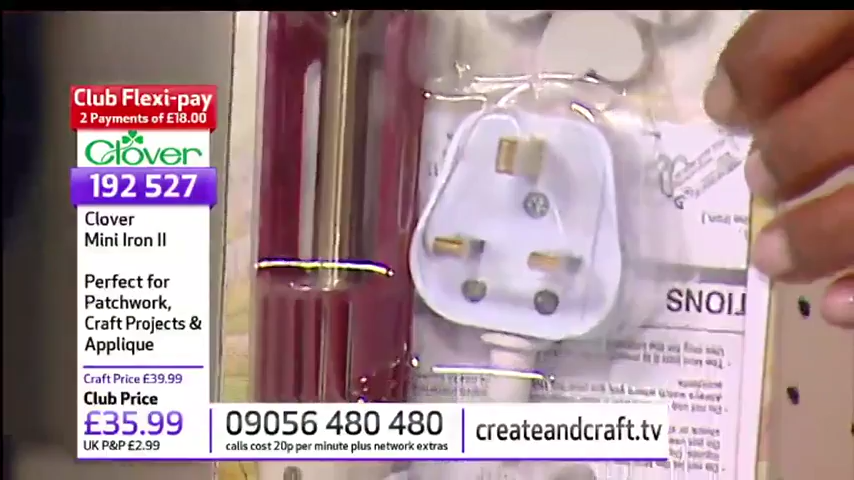 Club Flexi-pay
2 Payments of £18.00
Clover
192 527
Clover
Mini Iron II
Perfect for
Patchwork,
Craft Projects &
Applique
Craft Price £39.99
Club Price
£35.99
UK P&P £2.99
09056 480 480
calls cost 20p per minute plus network extras
createandcraft.tv